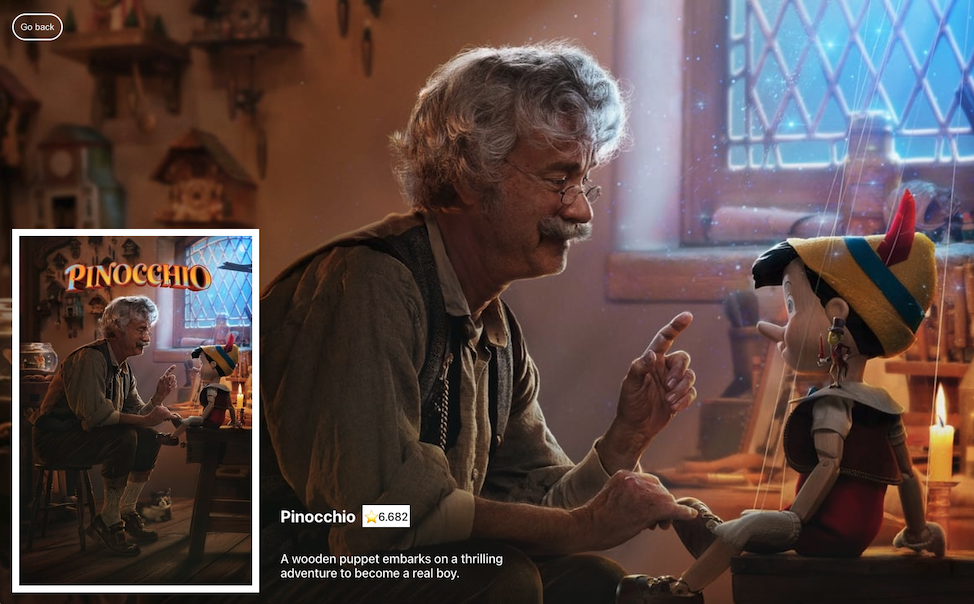 Go back
PINOCCHIO
Pinocchio ⭐6.682
A wooden puppet embarks on a thrilling
adventure to become a real boy.